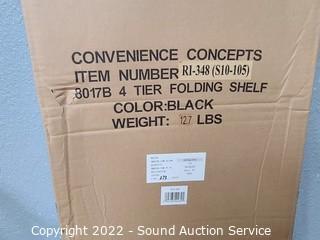 CONVENIENCE CONCEPTS
ITEM NUMBER RI-348 (S10-105)
8017B 4 TIER FOLDING SHELF
COLOR:BLACK
WEIGHT: 12.7 LBS
Copyright 2022 - Sound Auction Service